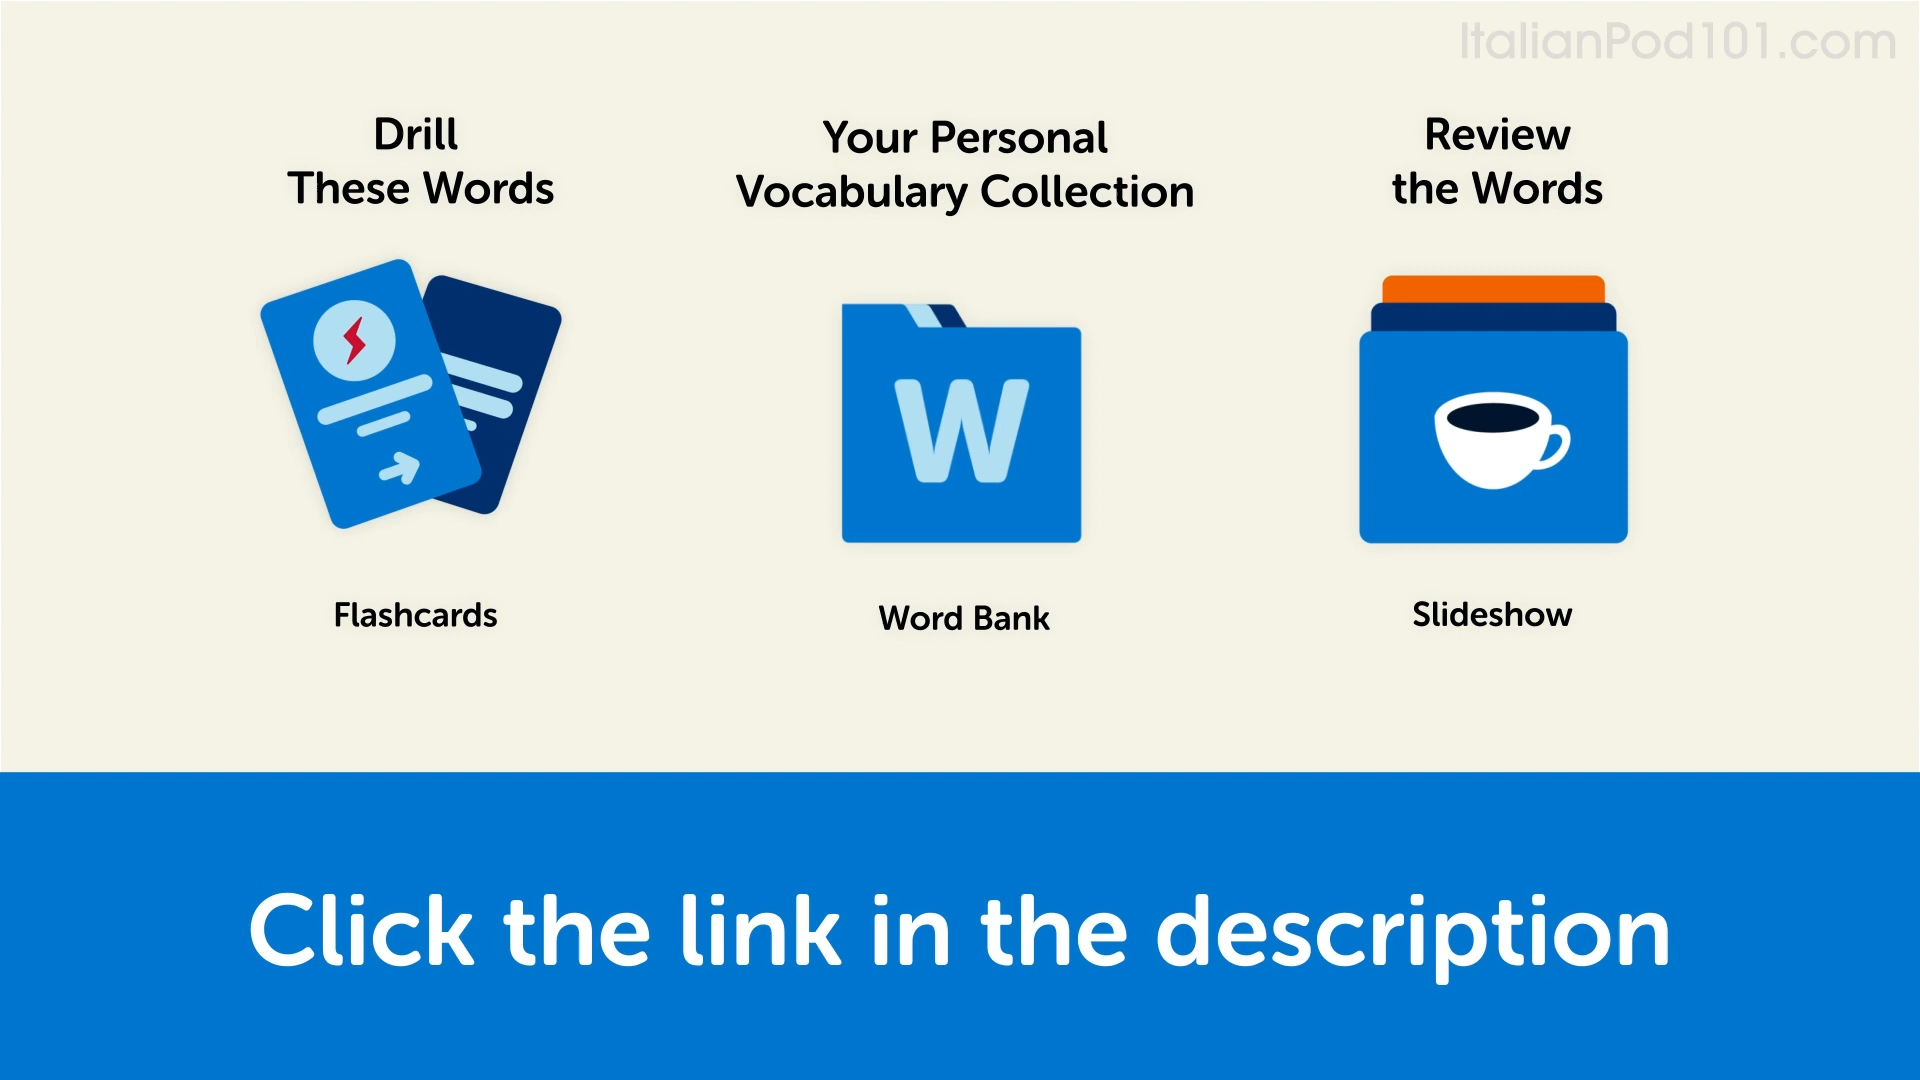 ItalianPod101.com
Drill
These Words
Your Personal
Vocabulary Collection
Review
the Words
W
Flashcards
Word Bank
Slideshow
Click the link in the description